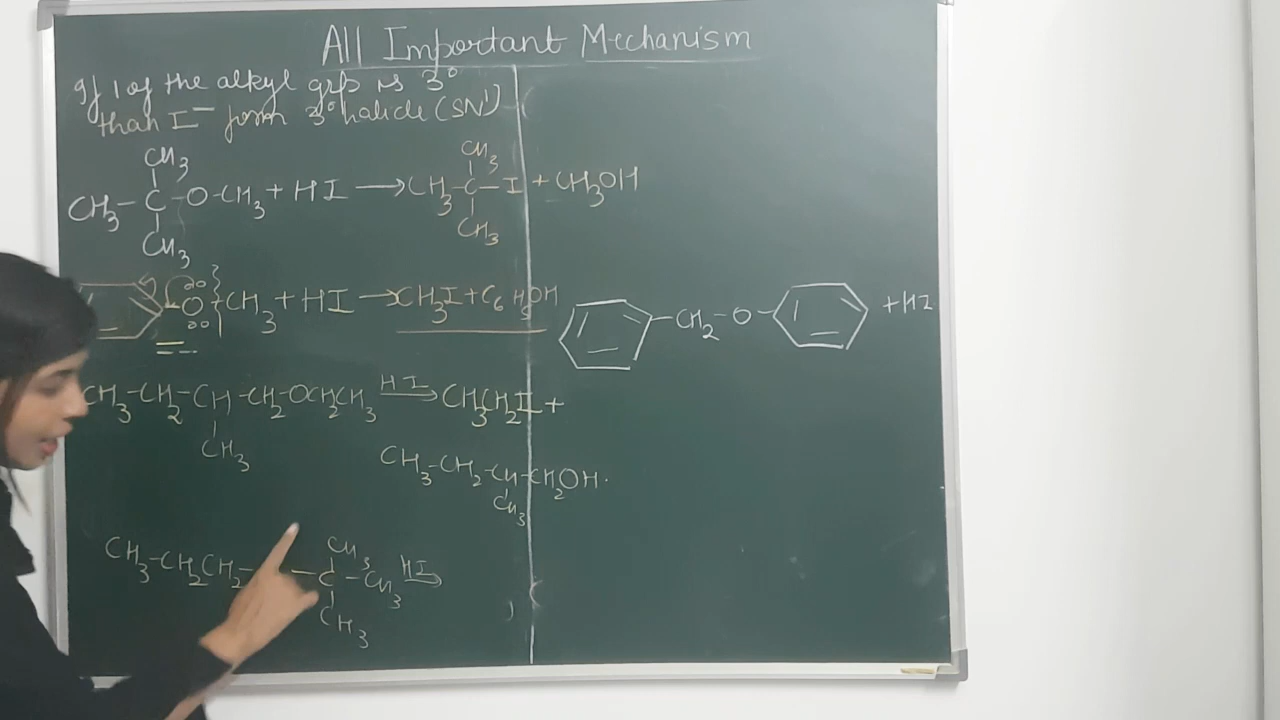 All Important Mechanism
If 1 of the alkyl grps is 3°
than I⁻ form 3° halide (SN¹)
CH₃-C(CH₃)(CH₃)-O-CH₃ + HI → CH₃-C(CH₃)(CH₃)-I + CH₃OH
-O-CH₃ + HI → CH₃I + C₆H₅OH
-CH₂-O- + HI
CH₃-CH₂-CH(CH₃)-CH₂-OCH₂CH₃ HI→ CH₃CH₂I +
CH₃-CH₂-CH(CH₃)-CH₂OH.
CH₃-CH₂CH₂ -C(CH₃)(CH₃)-CH₃ HI→